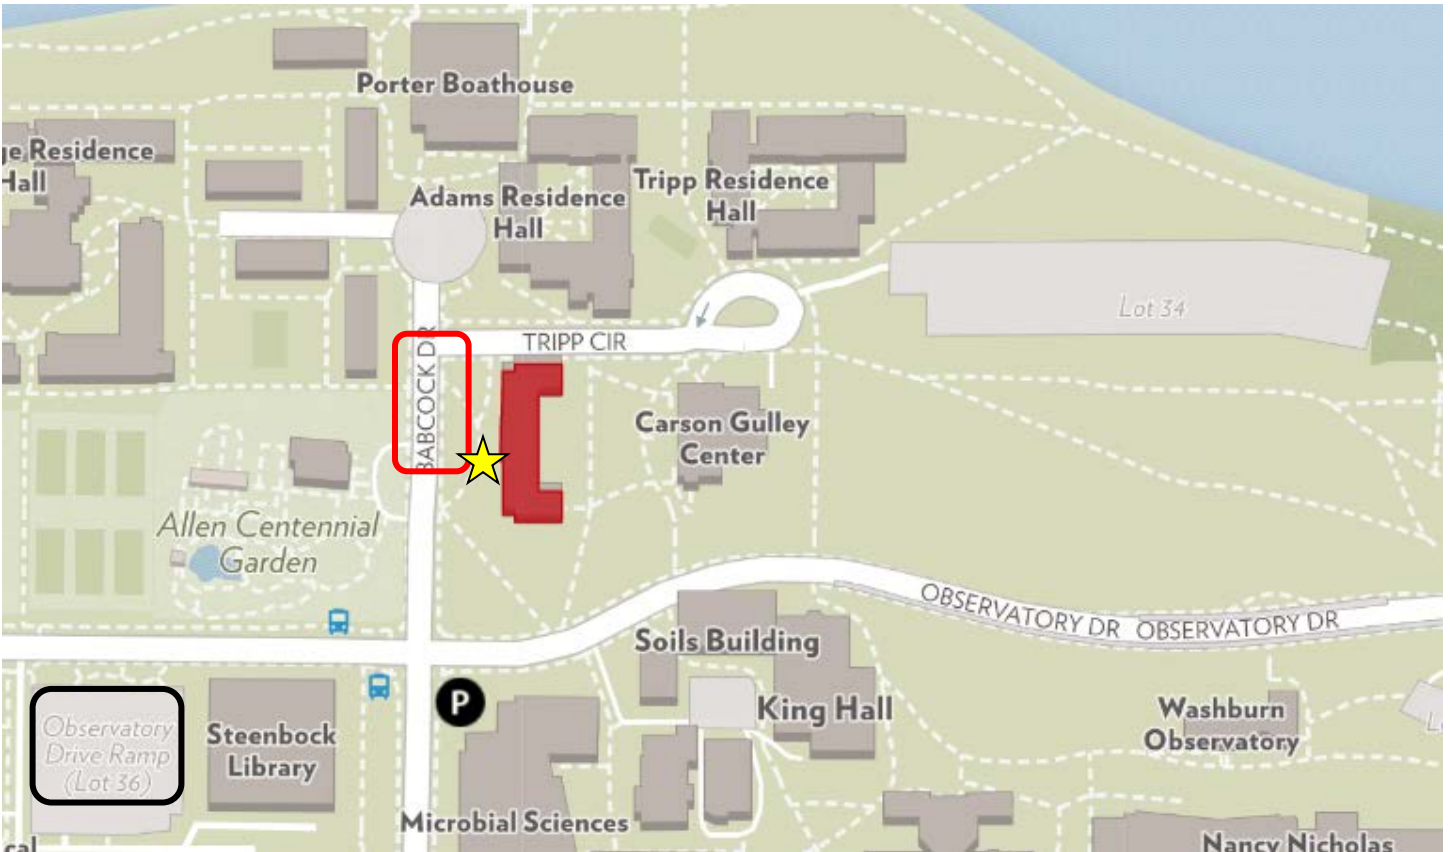 Porter Boathouse
ge Residence
Hall
Adams Residence
Hall
Tripp Residence
Hall
Lot 34
TRIPP CIR
BABCOCK DR
Carson Gulley
Center
Allen Centennial
Garden
OBSERVATORY DR OBSERVATORY DR
Soils Building
P
King Hall
Washburn
Observatory
Observatory
Drive Ramp
(Lot 36)
Steenbock
Library
Microbial Sciences
Nancy Nicholas
cal